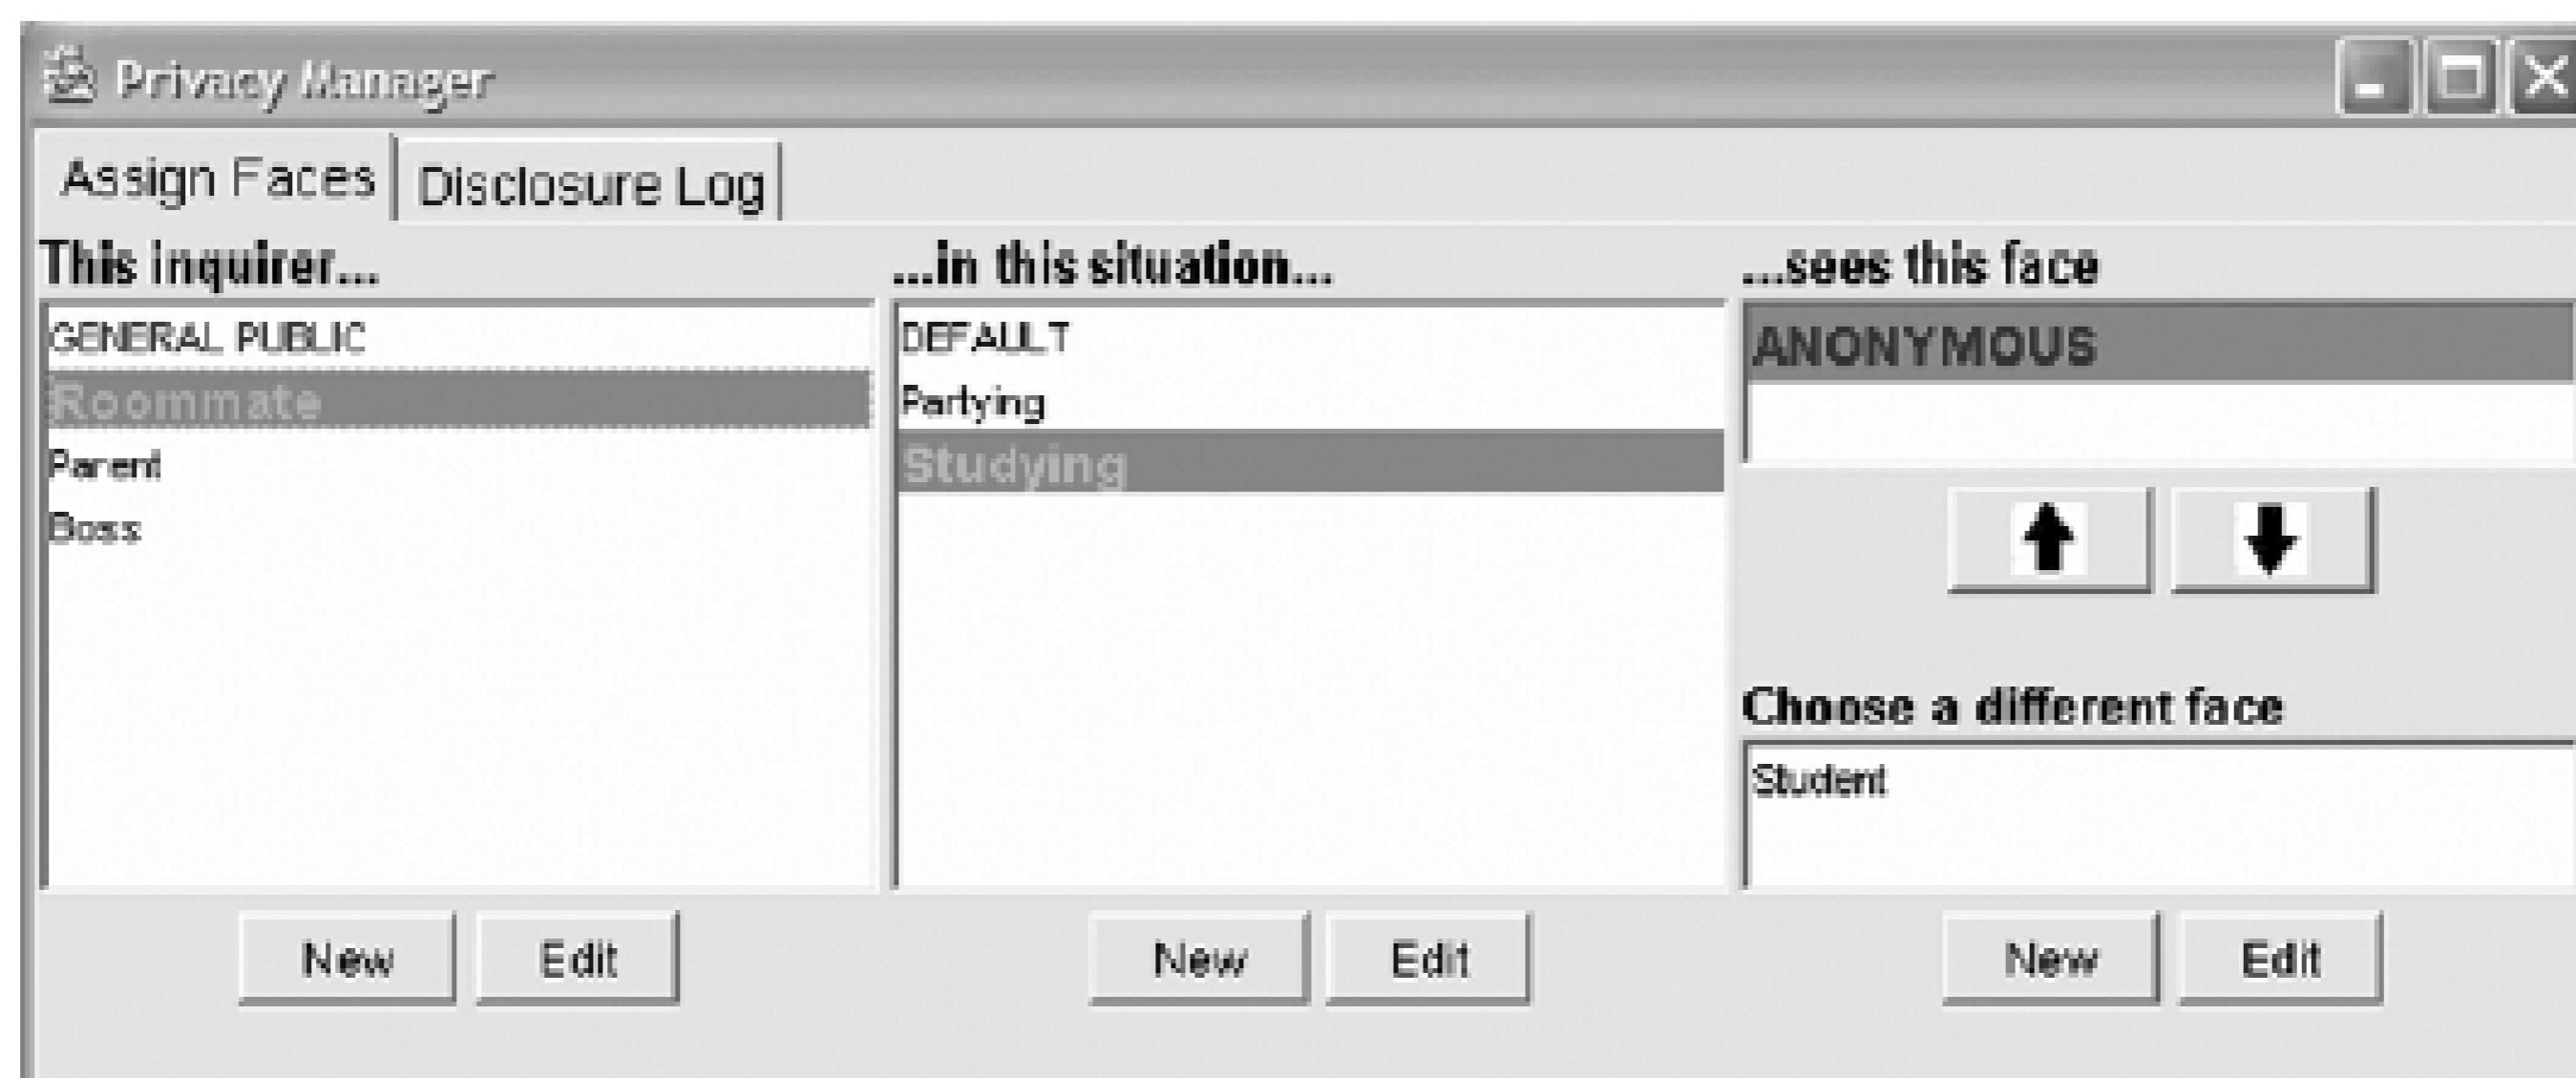 Privacy Manager
Assign Faces
Disclosure Log
This inquirer...
GENERAL PUBLIC
Roommate
Parent
Boss
New
Edit
...in this situation...
DEFAULT
Partying
Studying
New
Edit
...sees this face
ANONYMOUS
Choose a different face
Student
New
Edit